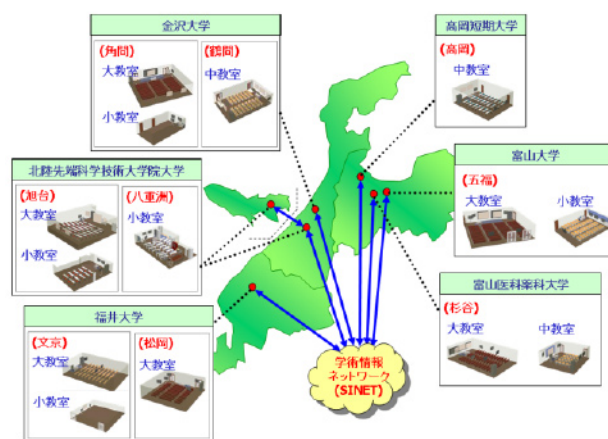 金沢大学
(角間)
大教室
小教室
(鶴間)
中教室
高岡短期大学
(高岡)
中教室
北陸先端科学技術大学院大学
(旭台)
大教室
小教室
(八重洲)
小教室
富山大学
(五福)
大教室
小教室
福井大学
(文京)
大教室
小教室
(松岡)
大教室
富山医科薬科大学
(杉谷)
大教室
中教室
学術情報
ネットワーク
(SINET)